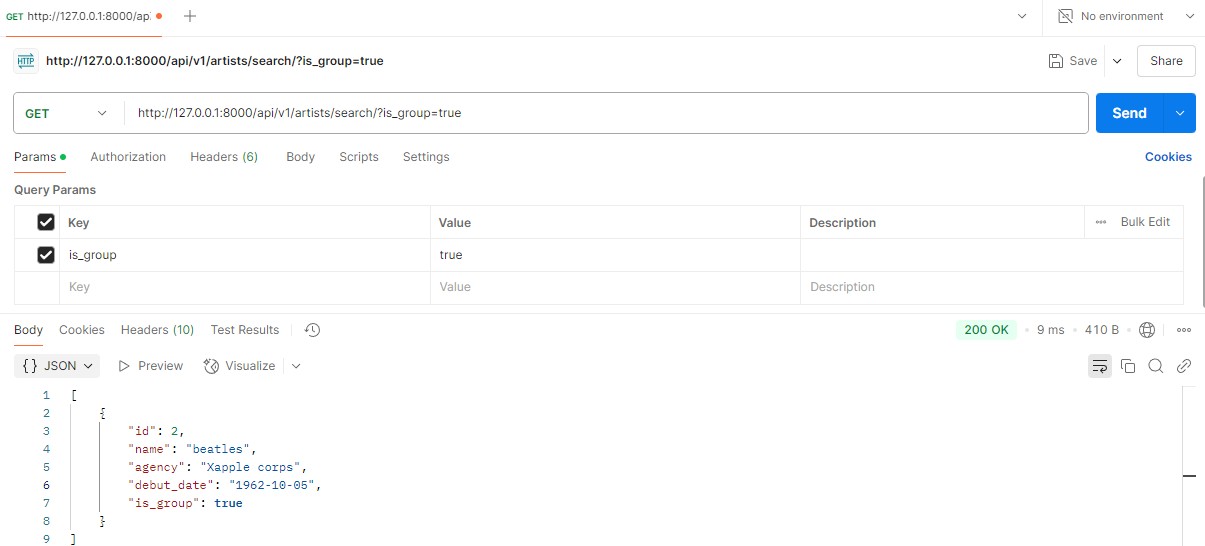 GET http://127.0.0.1:8000/api
No environment
HTTP http://127.0.0.1:8000/api/v1/artists/search/?is_group=true
Save
Share
GET http://127.0.0.1:8000/api/v1/artists/search/?is_group=true
Send
Params Authorization Headers (6) Body Scripts Settings Cookies
Query Params
Key Value Description Bulk Edit
is_group true
Key Value Description
Body Cookies Headers (10) Test Results 200 OK 9 ms 410 B
{} JSON Preview Visualize
1 [
2 {
3 "id": 2,
4 "name": "beatles",
5 "agency": "Xapple corps",
6 "debut_date": "1962-10-05",
7 "is_group": true
8 }
9 ]